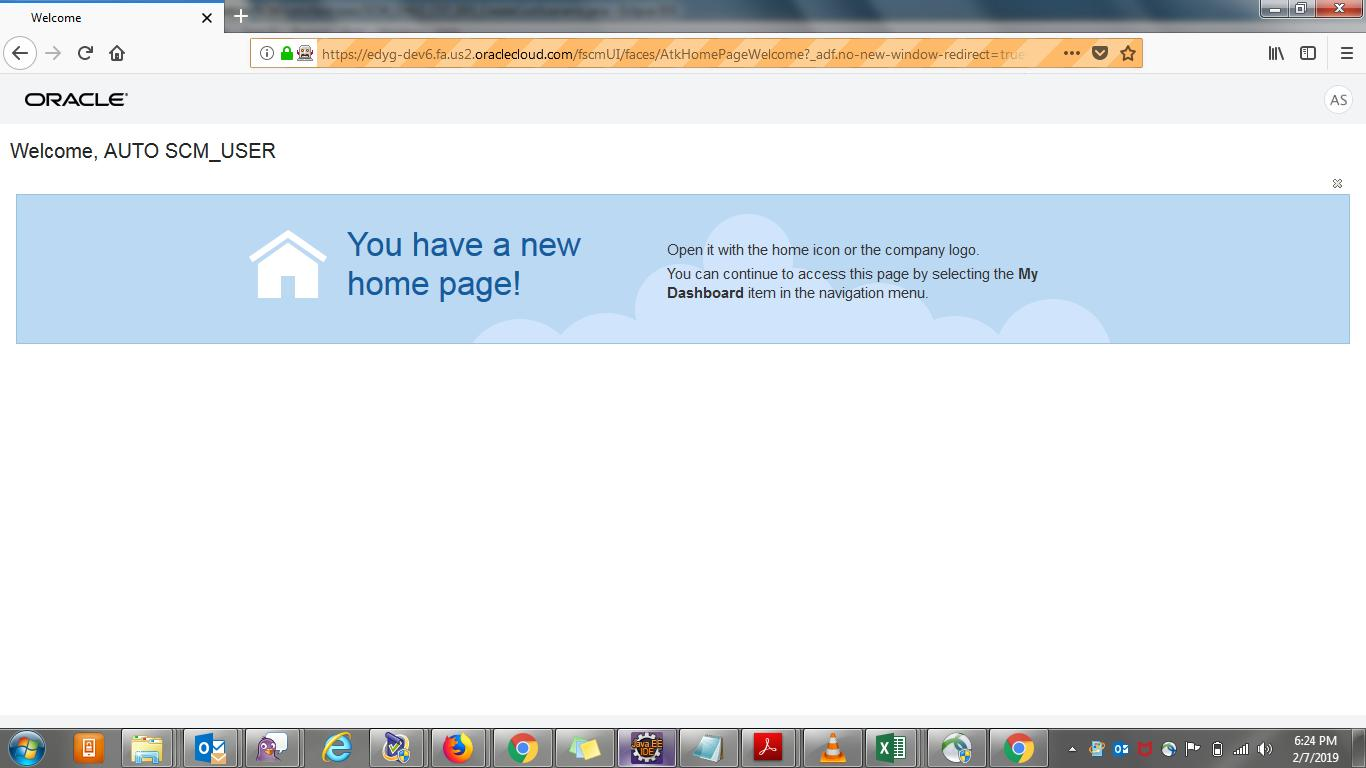 Welcome
https://edyg-dev6.fa.us2.oraclecloud.com/fscmUI/faces/AtkHomePageWelcome?_adf.no-new-window-redirect=true
ORACLE
AS
Welcome, AUTO SCM_USER
You have a new
home page!
Open it with the home icon or the company logo.
You can continue to access this page by selecting the My
Dashboard item in the navigation menu.
Java EE
IDE
6:24 PM
2/7/2019